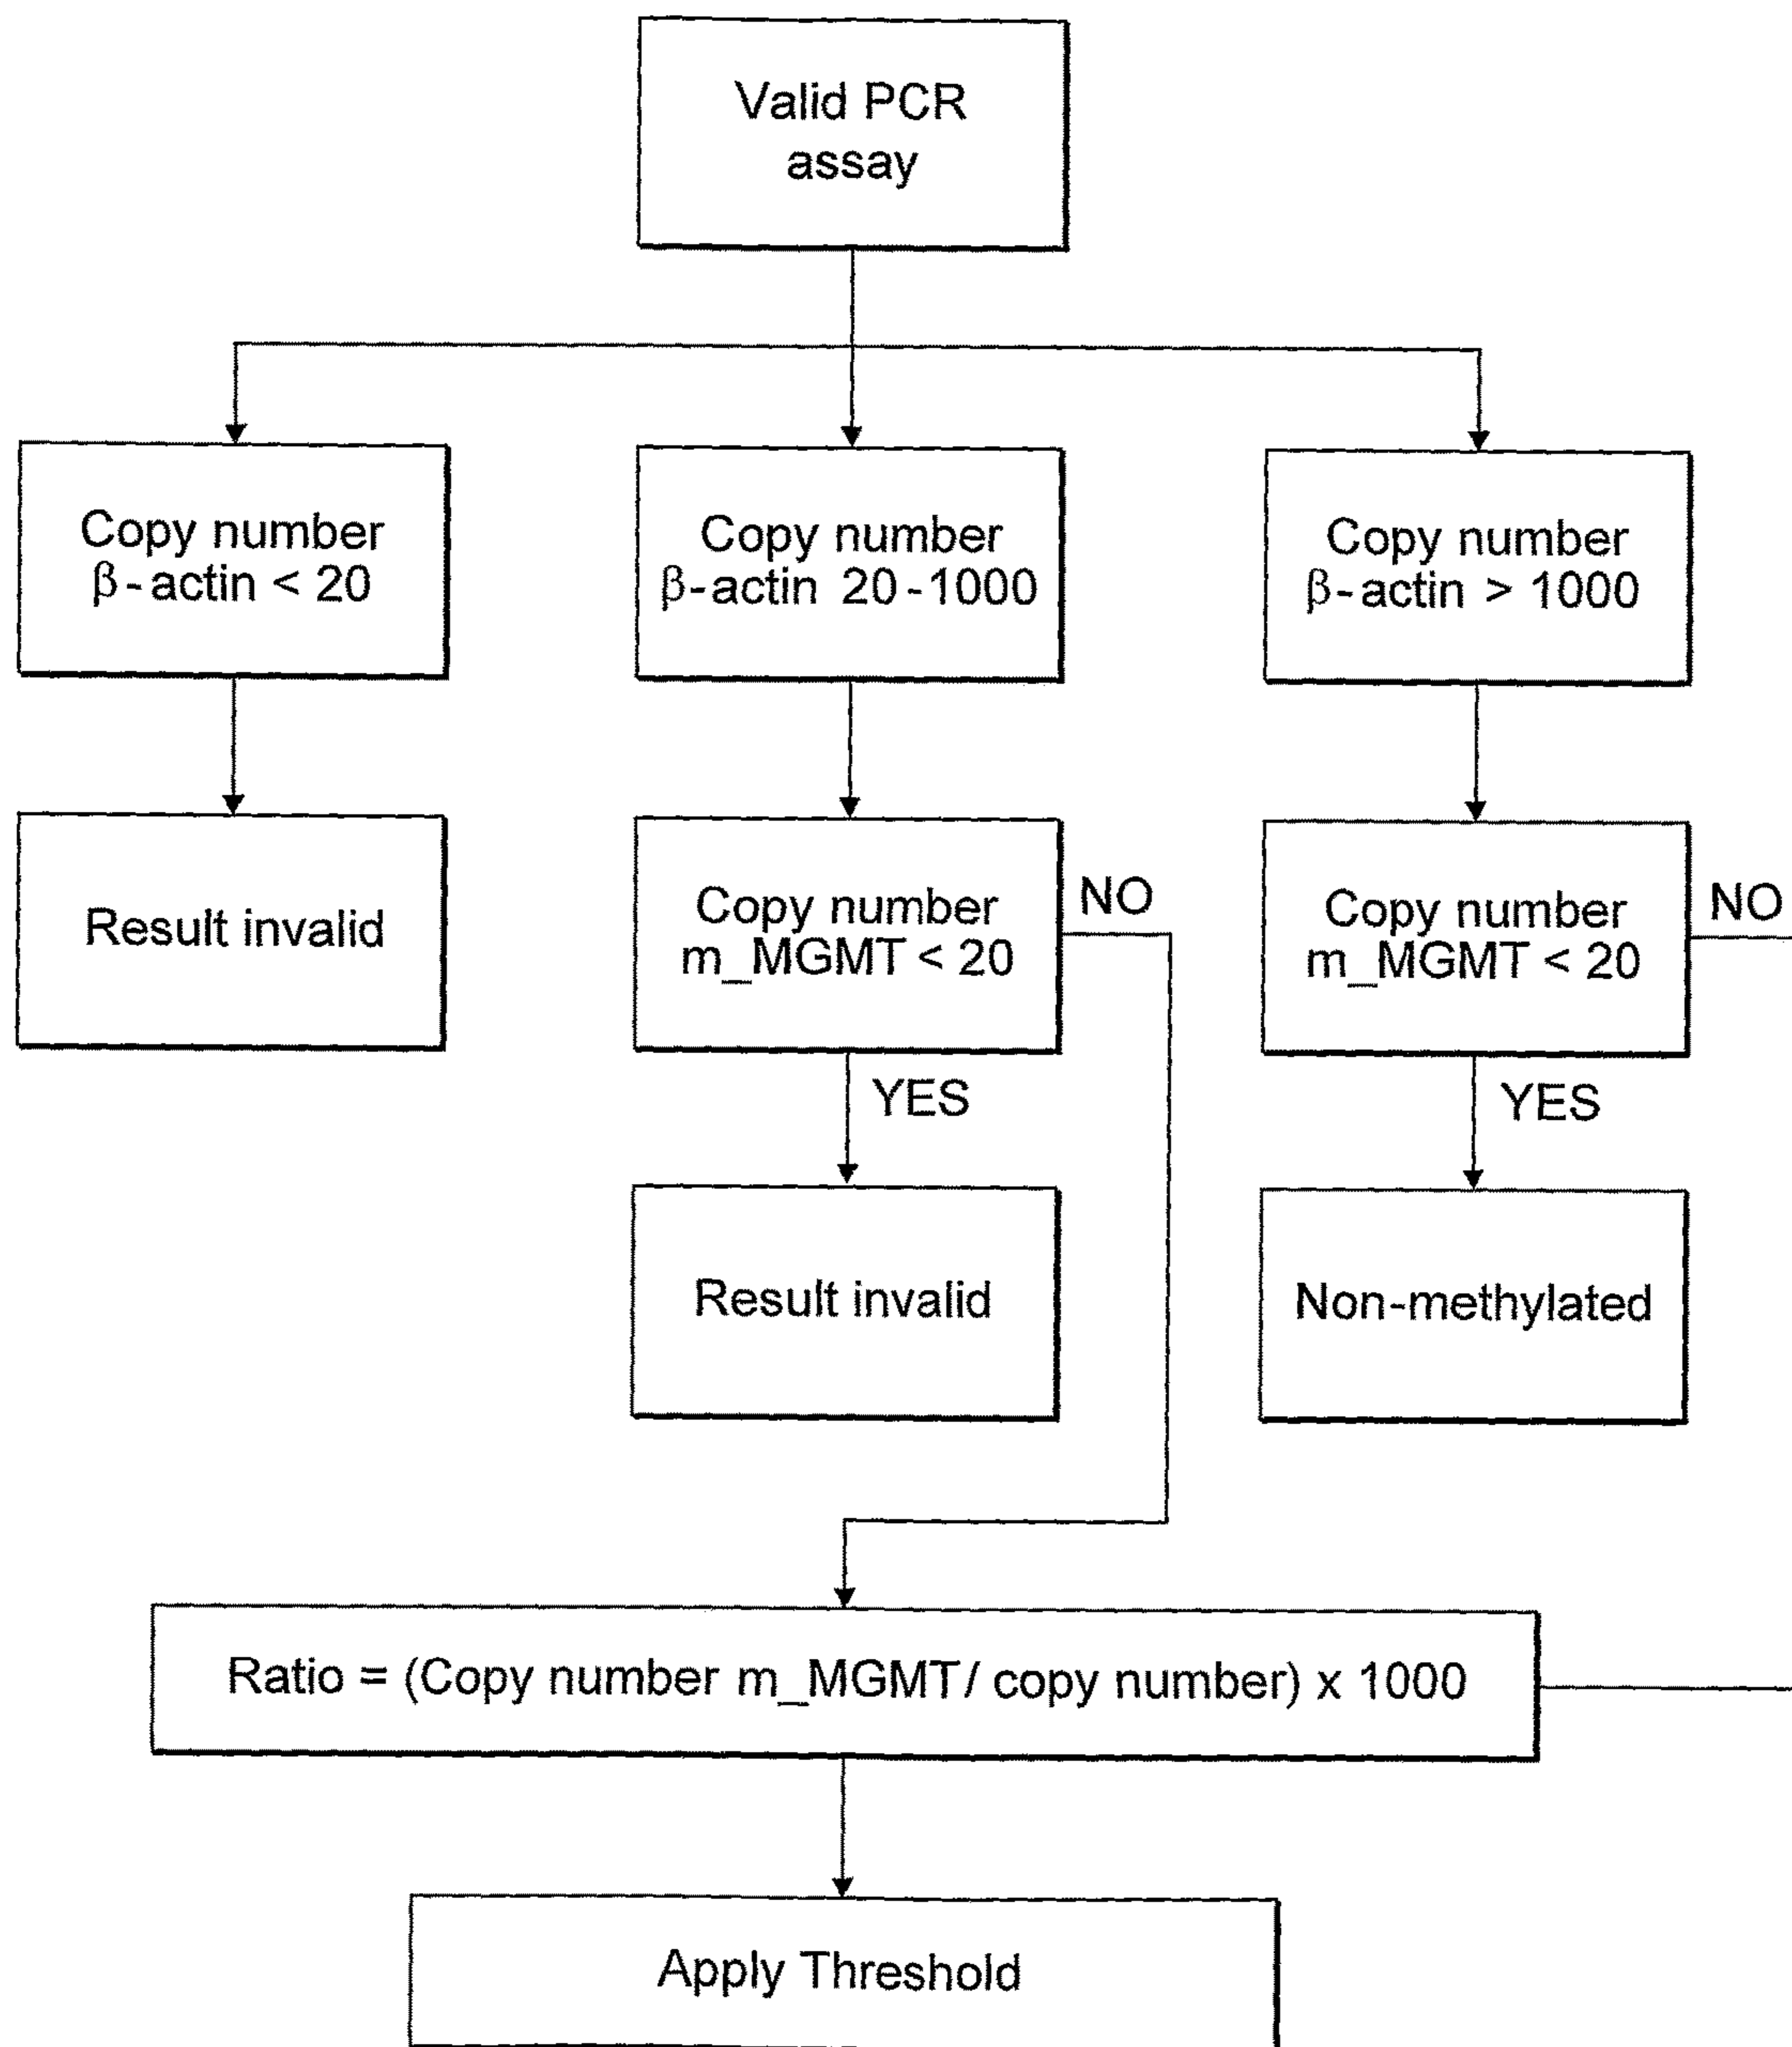 Valid PCR
assay
Copy number
β-actin < 20
Copy number
β-actin 20-1000
Copy number
β-actin > 1000
Result invalid
Copy number
m_MGMT < 20
NO
Copy number
m_MGMT < 20
NO
YES
YES
Result invalid
Non-methylated
Ratio = (Copy number m_MGMT/ copy number) x 1000
Apply Threshold